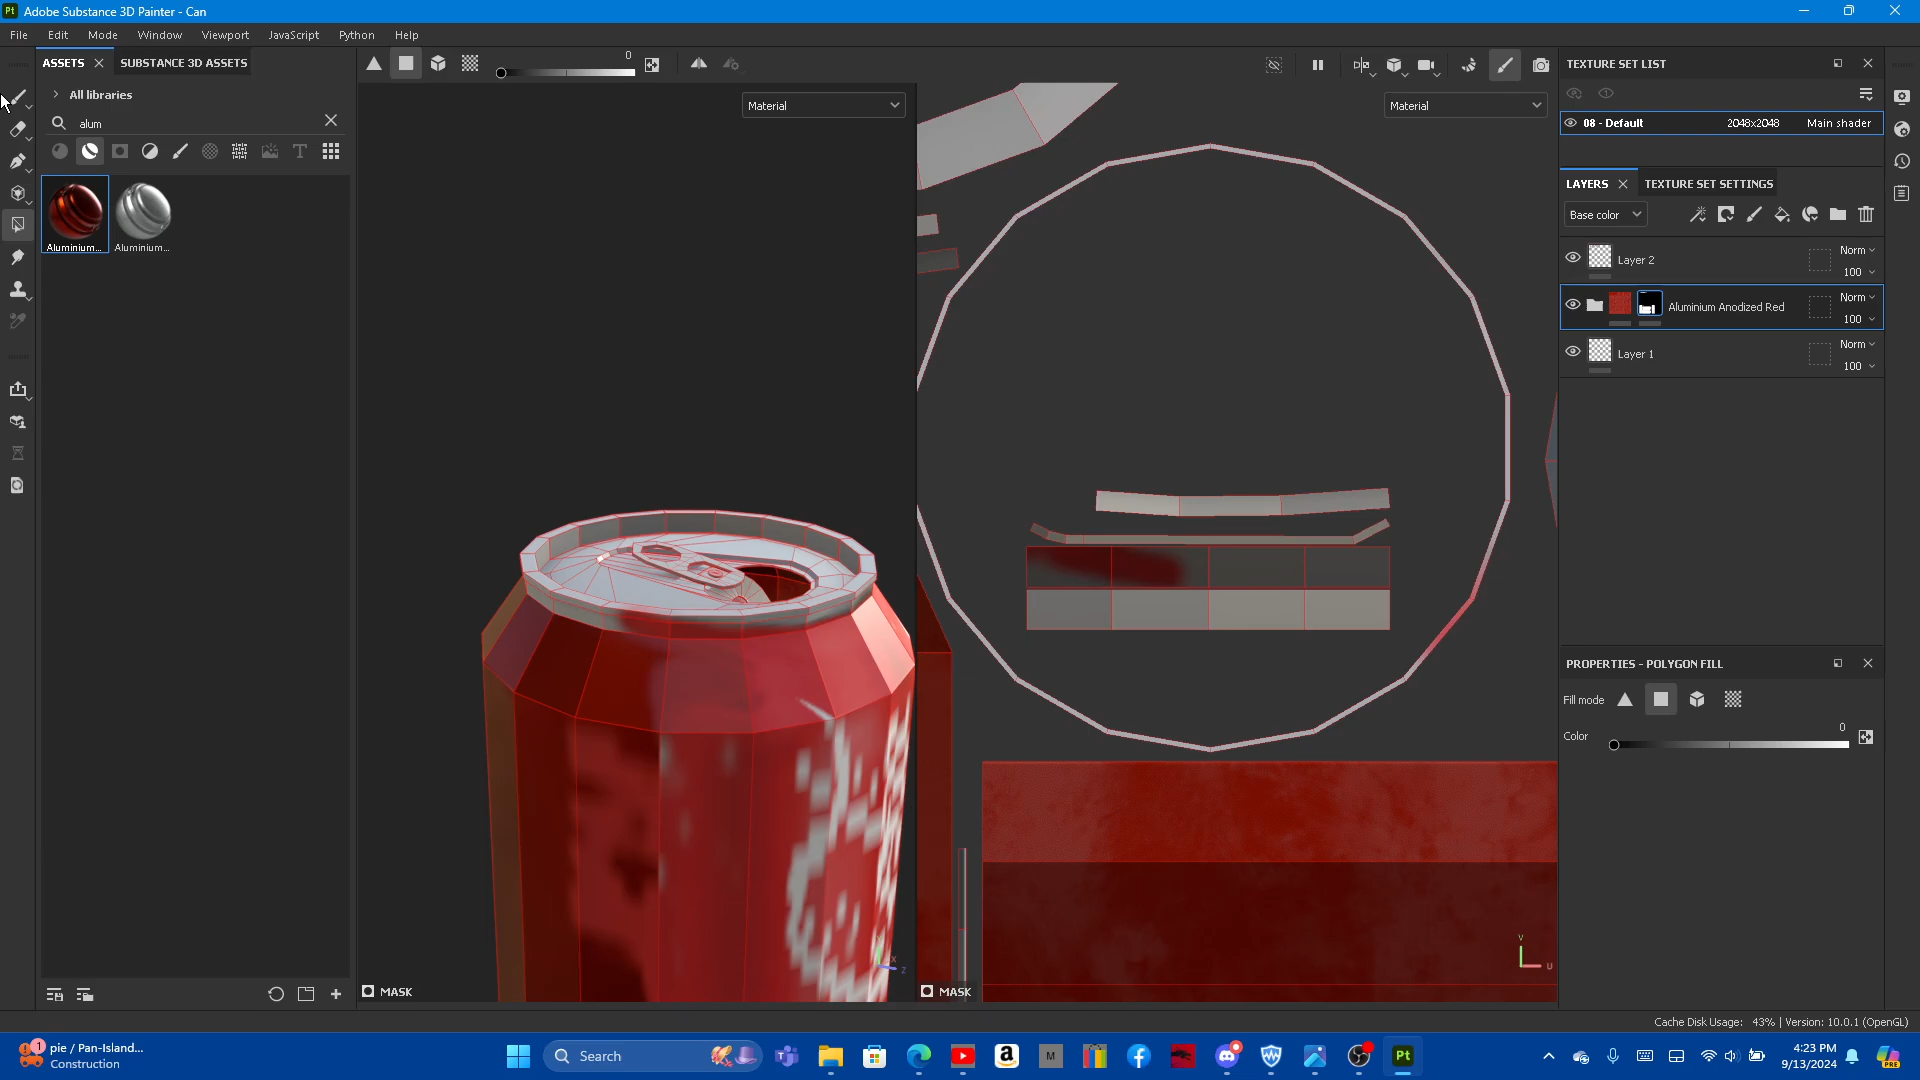 Adobe Substance 3D Painter - Can
File Edit Mode Window Viewport JavaScript Python Help
ASSETS
SUBSTANCE 3D ASSETS
All libraries
alum
Aluminium...
Aluminium...
0
Material
Material
MASK
MASK
Z
V
U
TEXTURE SET LIST
08 - Default 2048x2048 Main shader
LAYERS
TEXTURE SET SETTINGS
Base color
Layer 2
Norm
100
Aluminium Anodized Red
Norm
100
Layer 1
Norm
100
PROPERTIES - POLYGON FILL
Fill mode
Color
0
Cache Disk Usage: 43% | Version: 10.0.1 (OpenGL)
1
pie / Pan-Island...
Construction
Search
M
Pt
4:23 PM
9/13/2024
PRE